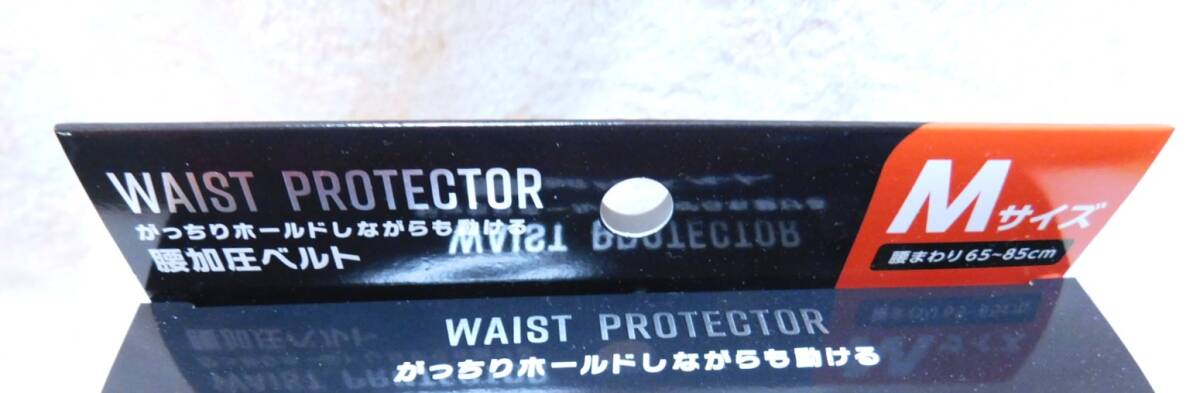 WAIST PROTECTOR
がっちりホールドしながらも動ける
腰加圧ベルト
Mサイズ
腰まわり65~85cm
WAIST PROTECTOR
がっちりホールドしながらも動ける